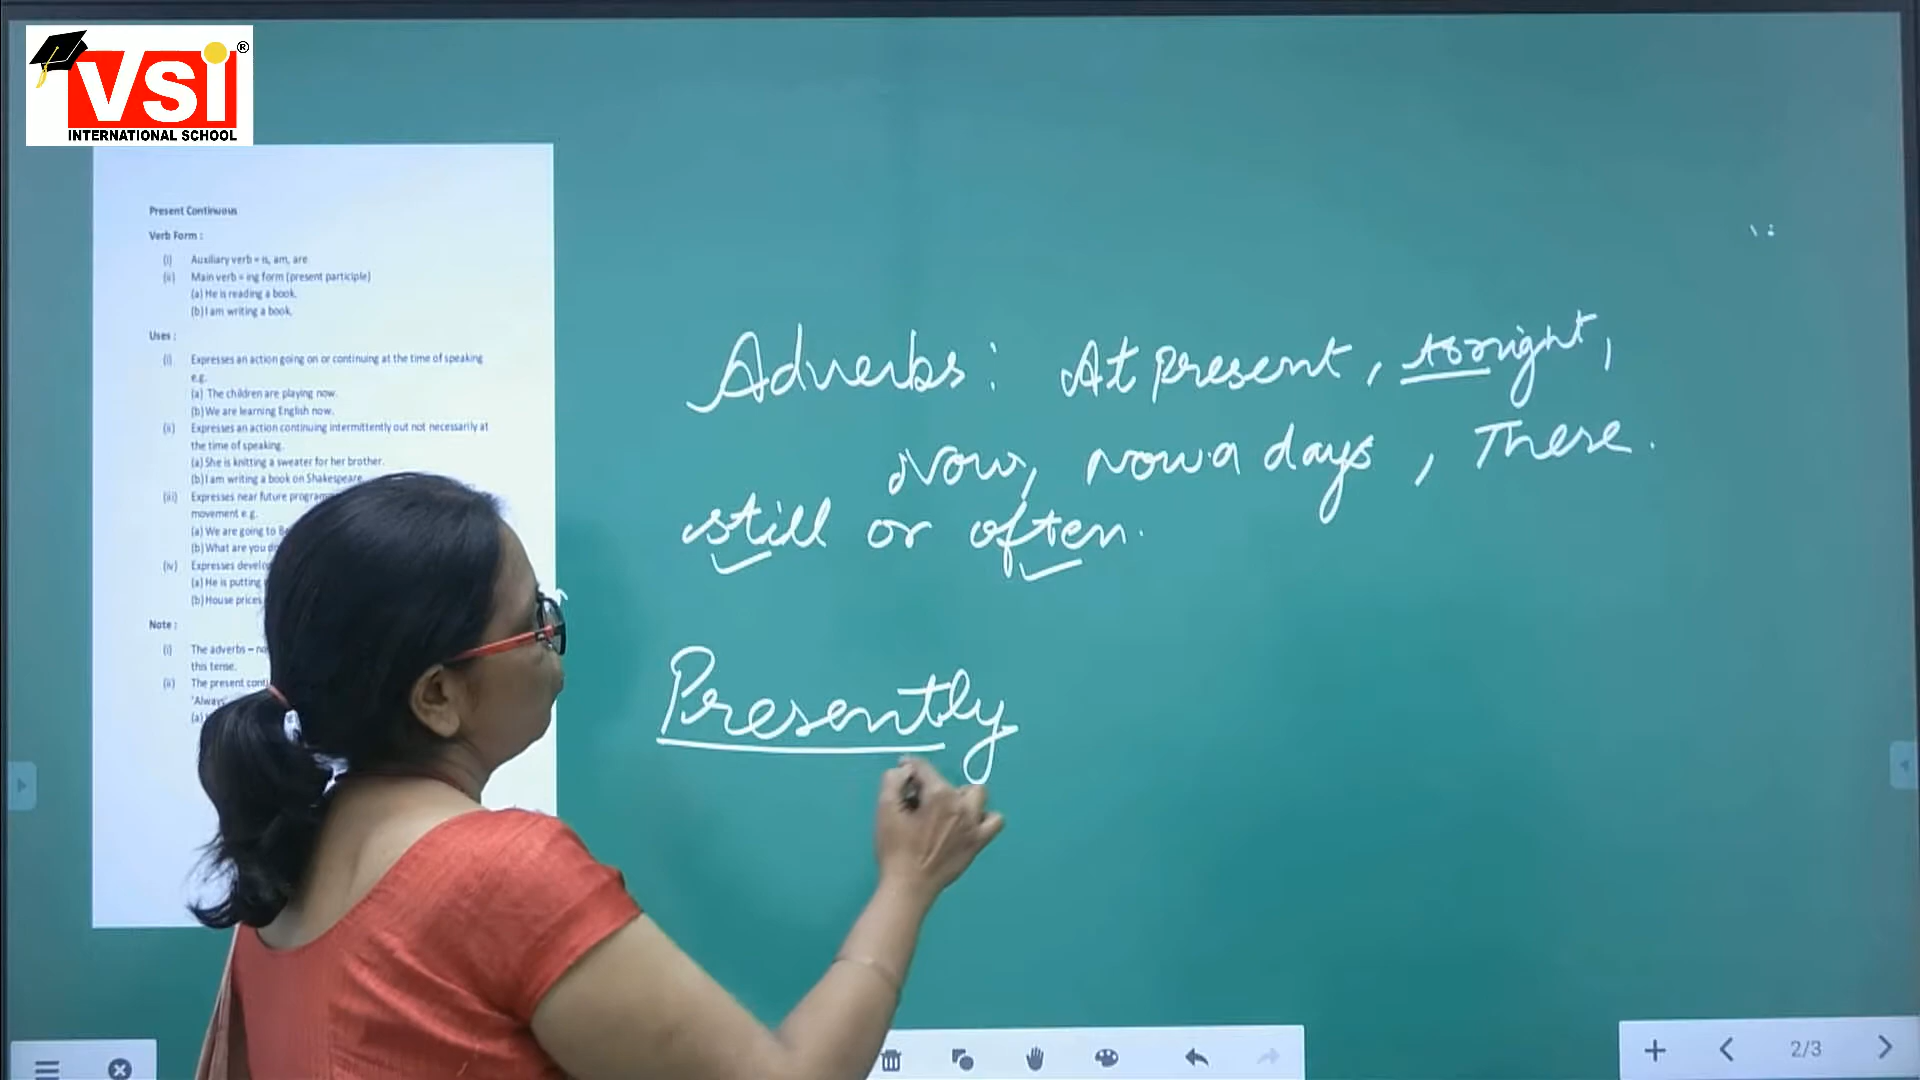 VSI®
INTERNATIONAL SCHOOL
Present Continuous
Verb Form :
(i) Auxiliary verb = is, am, are
(ii) Main verb = ing form (present participle)
(a) He is reading a book.
(b) I am writing a book.
Uses :
(i) Expresses an action going on or continuing at the time of speaking
e.g.
(a) The children are playing now.
(b) We are learning English now.
(ii) Expresses an action continuing intermittently but not necessarily at
the time of speaking.
(a) She is knitting a sweater for her brother.
(b) I am writing a book on Shakespeare
(iii) Expresses near future
movement e.g.
(a) We are going to
(b) What are you
(iv) Expresses
(a) He is putting
(b) House prices
Note :
(i) The adverbs –
this tense.
(ii) The present
'Always'
(a)
Adverbs : At present, tonight,
Now, Nowadays, These.
still or often.
Presently
2/3